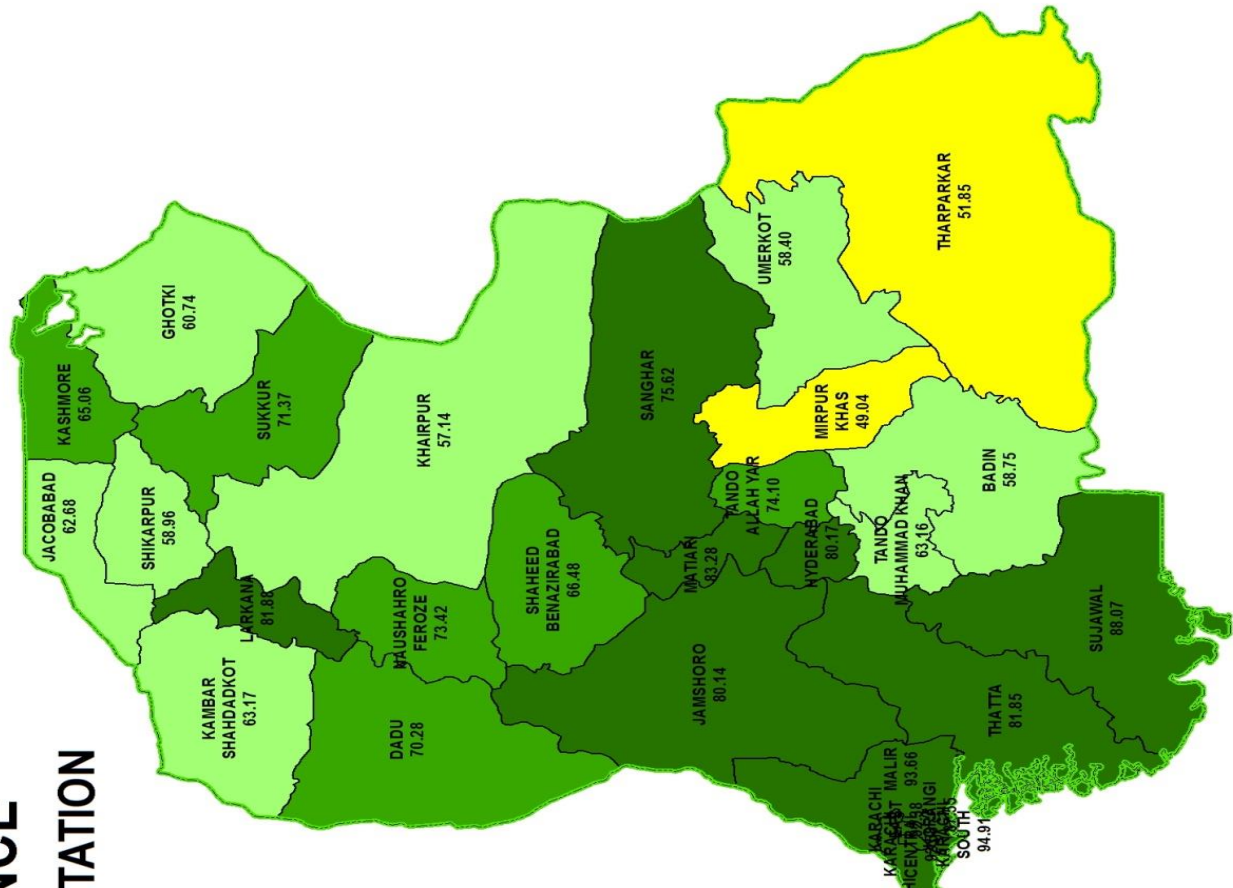 NCE
TATION
KASHMORE
65.06
GHOTKI
60.74
JACOBABAD
62.68
SHIKARPUR
58.96
SUKKUR
71.37
LARKANA
81.88
KAMBAR
SHAHDADKOT
63.17
KHAIRPUR
57.14
NAUSHAHRO
FEROZE
73.42
DADU
70.28
SHAHEED
BENAZIRABAD
66.48
SANGHAR
75.62
UMERKOT
58.40
THARPARKAR
51.85
MIRPUR
KHAS
49.04
TANDO
ALLAH YAR
74.10
MATIARI
83.28
HYDERABAD
80.17
JAMSHORO
80.14
TANDO
MUHAMMAD KHAN
63.16
BADIN
58.75
SUJAWAL
88.07
THATTA
81.85
MALIR
93.66
KARACHI
KARACHI
SOUTH
94.91